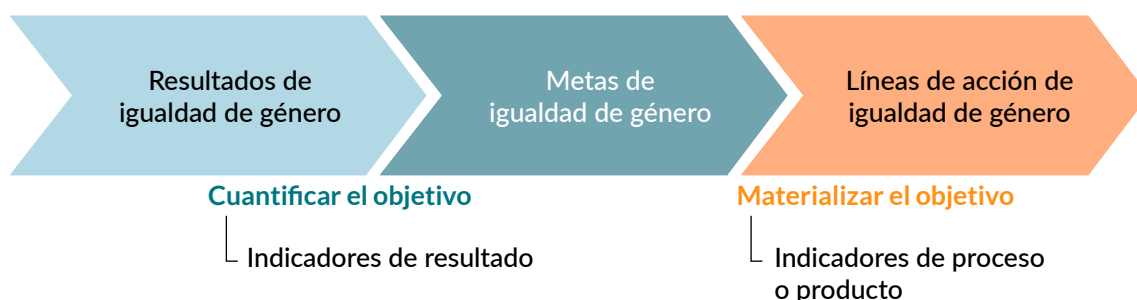 Resultados de
igualdad de género
Metas de
igualdad de género
Líneas de acción de
igualdad de género
Cuantificar el objetivo
Indicadores de resultado
Materializar el objetivo
Indicadores de proceso
o producto